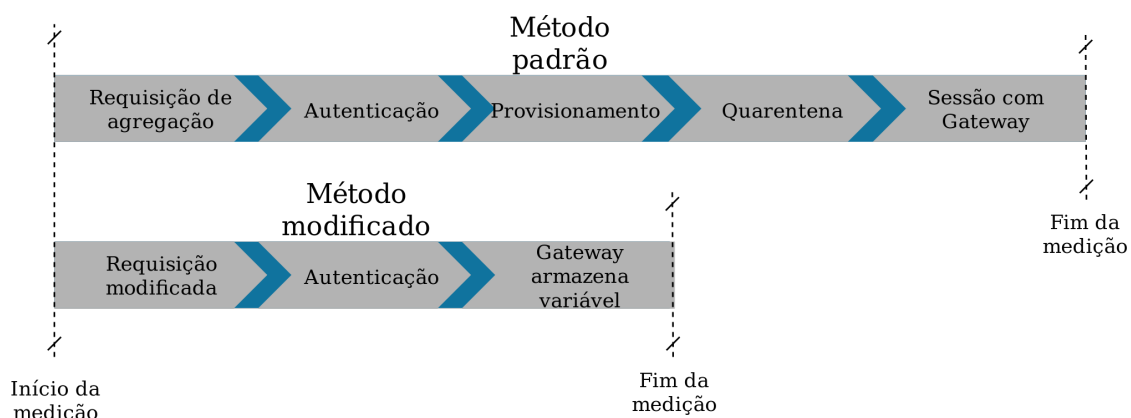 Método
padrão
Requisição de
agregação
Autenticação
Provisionamento
Quarentena
Sessão com
Gateway
Fim da
medição
Método
modificado
Requisição
modificada
Autenticação
Gateway
armazena
variável
Início da
medição
Fim da
medição